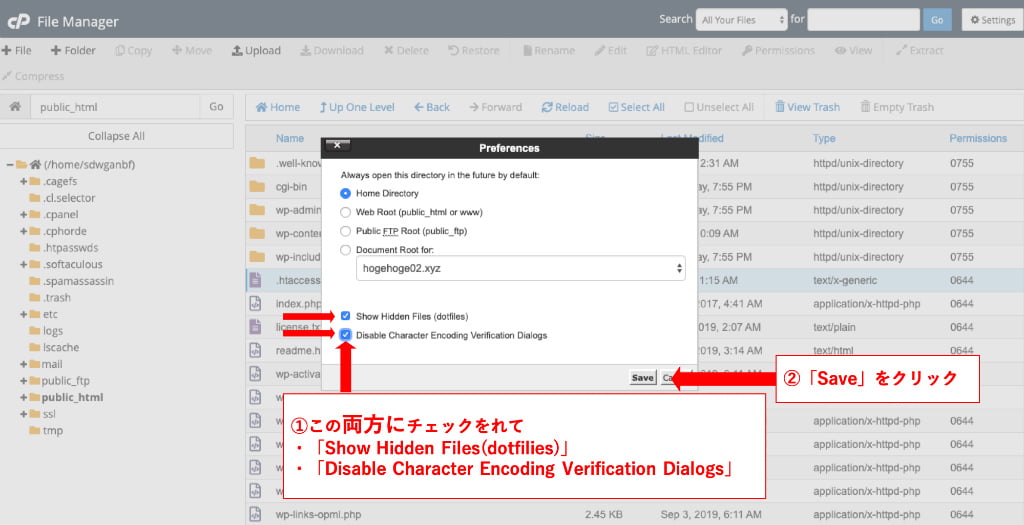 cP File Manager
Search All Your Files for Go Settings
File Folder Copy Move Upload Download Delete Restore Rename Edit HTML Editor Permissions View Extract
Compress
public_html Go
Home Up One Level Back Forward Reload Select All Unselect All View Trash Empty Trash
Collapse All
Name Size Last Modified Type Permissions
(/home/sdwganbf)
.cagefs
.cl.selector
.cpanel
.cphorde
.htpasswds
.softaculous
.spamassassin
.trash
etc
logs
lscache
mail
public_ftp
public_html
ssl
tmp
.well-know 2:31 AM httpd/unix-directory 0755
cgi-bin ay, 7:55 PM httpd/unix-directory 0755
wp-admin ay, 7:55 PM httpd/unix-directory 0755
wp-conte 0:09 AM httpd/unix-directory 0755
wp-includ ay, 7:55 PM httpd/unix-directory 0755
.htaccess 1:15 AM text/x-generic 0644
index.php 2017, 4:41 AM application/x-httpd-php 0644
license.tx 2019, 2:07 AM text/plain 0644
readme.h 2019, 3:14 AM text/html 0644
wp-activa application/x-httpd-php 0644
application/x-httpd-php 0644
application/x-httpd-php 0644
application/x-httpd-php 0644
application/x-httpd-php 0644
wp-links-opml.php 2.45 KB Sep 3, 2019, 6:11 AM application/x-httpd-php 0644
Preferences
Always open this directory in the future by default:
Home Directory
Web Root (public_html or www)
Public FTP Root (public_ftp)
Document Root for:
hogehoge02.xyz
Show Hidden Files (dotfiles)
Disable Character Encoding Verification Dialogs
Save
②「Save」をクリック
①この両方にチェックをれて
・「Show Hidden Files(dotfilies)」
・「Disable Character Encoding Verification Dialogs」